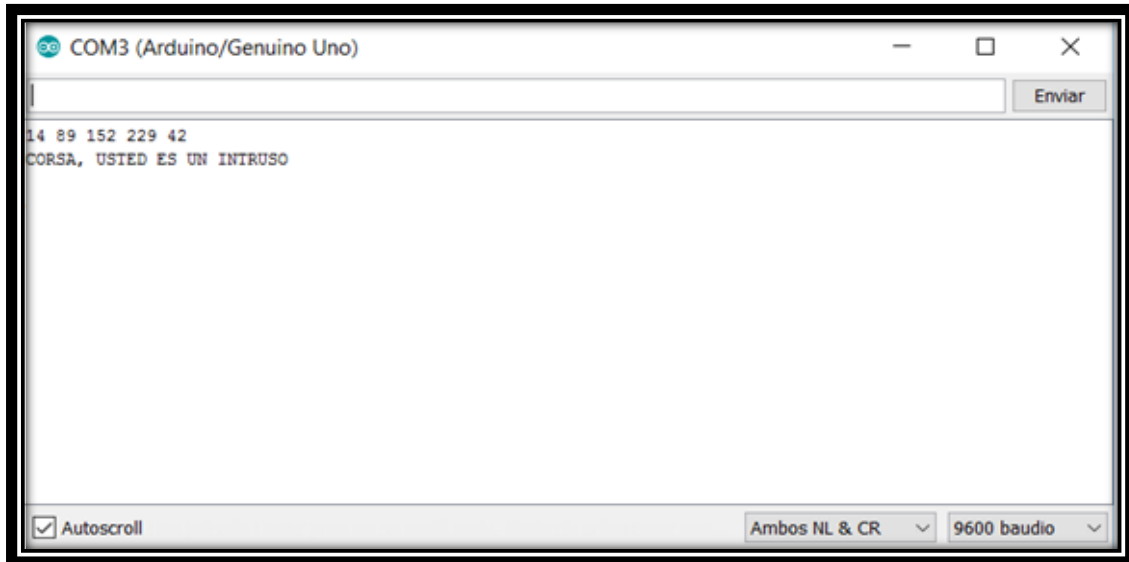 COM3 (Arduino/Genuino Uno)
Enviar
14 89 152 229 42
CORSA, USTED ES UN INTRUSO
Autoscroll
Ambos NL & CR
9600 baudio